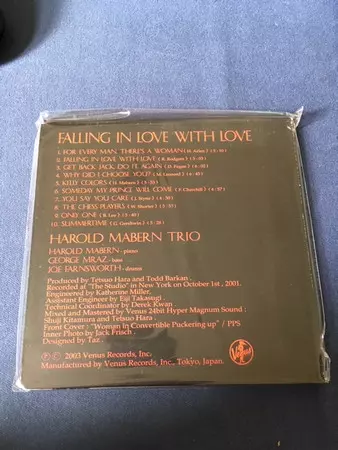 FALLING IN LOVE WITH LOVE
1. FOR EVERY MAN THERE'S A WOMAN
2. FALLING IN LOVE WITH LOVE ( R. Rodgers )
3. GET BACK JACK DO IT AGAIN
4. WHY DID I CHOOSE YOU?
5. KELLY COLORS
6. SOMEDAY MY PRINCE WILL COME ( F. Churchill )
7. YOU SAY YOU CARE
8. THE CHESS PLAYERS
9. ONLY ONE
10. SUMMERTIME ( G. Gershwin )
HAROLD MABERN TRIO
HAROLD MABERN - piano
GEORGE MRAZ - bass
JOE FARNSWORTH - drums
Produced by Tetsuo Hara and Todd Barkan.
Recorded at "The Studio" in New York on October 1st, 2001.
Engineered by Katherine Miller,
Assistant Engineer by Eiji Takasugi.
Technical Coordinator by Derek Kwan.
Mixed and Mastered by Venus 24bit Hyper Magnum Sound :
Shuji Kitamura and Tetsuo Hara.
Front Cover : "Woman in Convertible Puckering up" / PPS
Inner Photo by Jack Frisch.
Designed by Taz.
Ⓟ © 2003 Venus Records, Inc.
Manufactured by Venus Records, Inc., Tokyo, Japan.
Venus